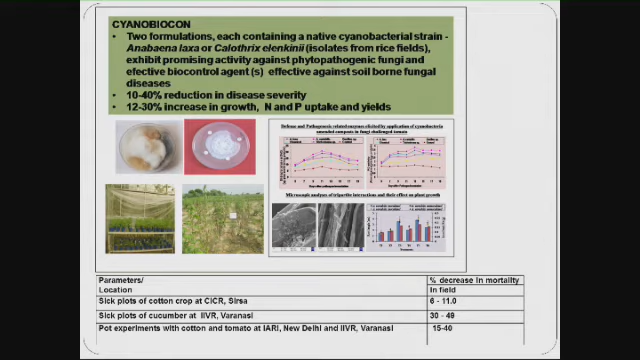 CYANOBIOCON
• Two formulations, each containing a native cyanobacterial strain -
Anabaena laxa or Calothrix elenkinii (isolates from rice fields),
exhibit promising activity against phytopathogenic fungi and
efective biocontrol agent (s) effective against soil borne fungal
diseases
• 10-40% reduction in disease severity
• 12-30% increase in growth, N and P uptake and yields
Defense and Pathogenesis related enzymes elicited by application of cyanobacteria
amended composts in fungi challenged tomato
Microscopic analyses of tripartite interactions and their effect on plant growth
Parameters/
Location
% decrease in mortality
In field
Sick plots of cotton crop at CICR, Sirsa
6 - 11.0
Sick plots of cucumber at IIVR, Varanasi
30 - 49
Pot experiments with cotton and tomato at IARI, New Delhi and IIVR, Varanasi
15-40